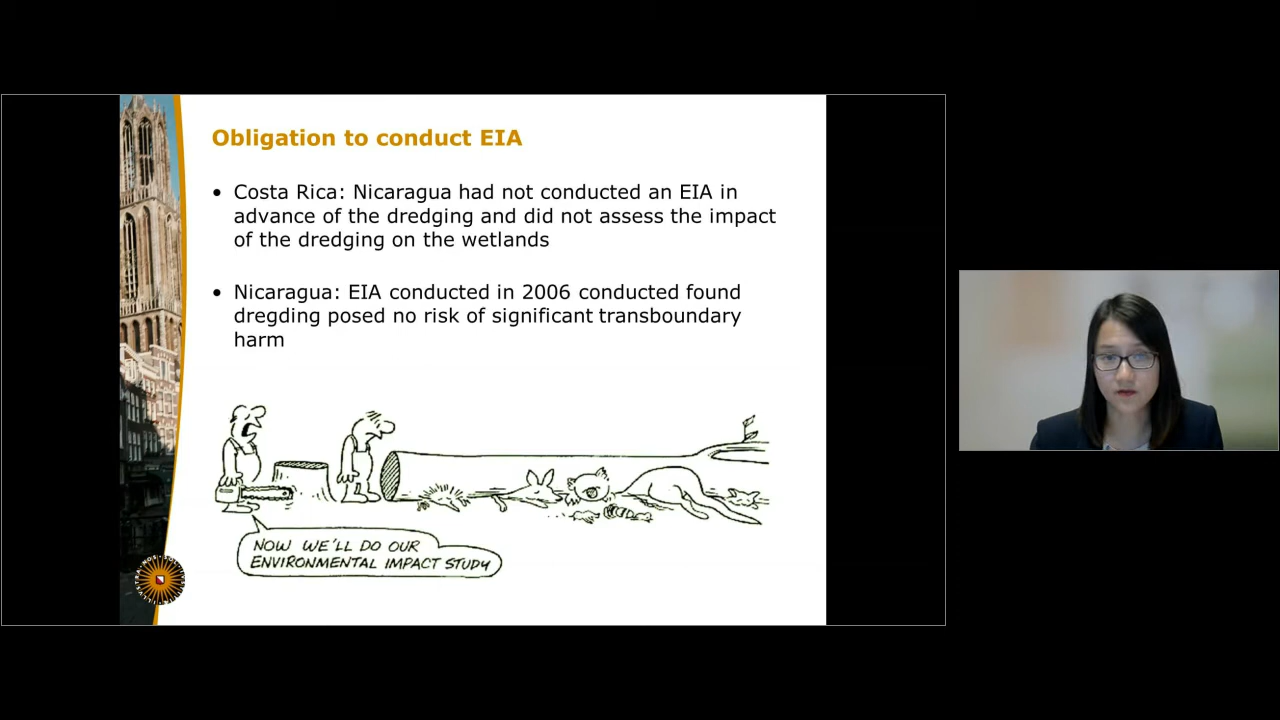 Obligation to conduct EIA
• Costa Rica: Nicaragua had not conducted an EIA in
advance of the dredging and did not assess the impact
of the dredging on the wetlands
• Nicaragua: EIA conducted in 2006 conducted found
dregding posed no risk of significant transboundary
harm
NOW WE'LL DO OUR
ENVIRONMENTAL IMPACT STUDY